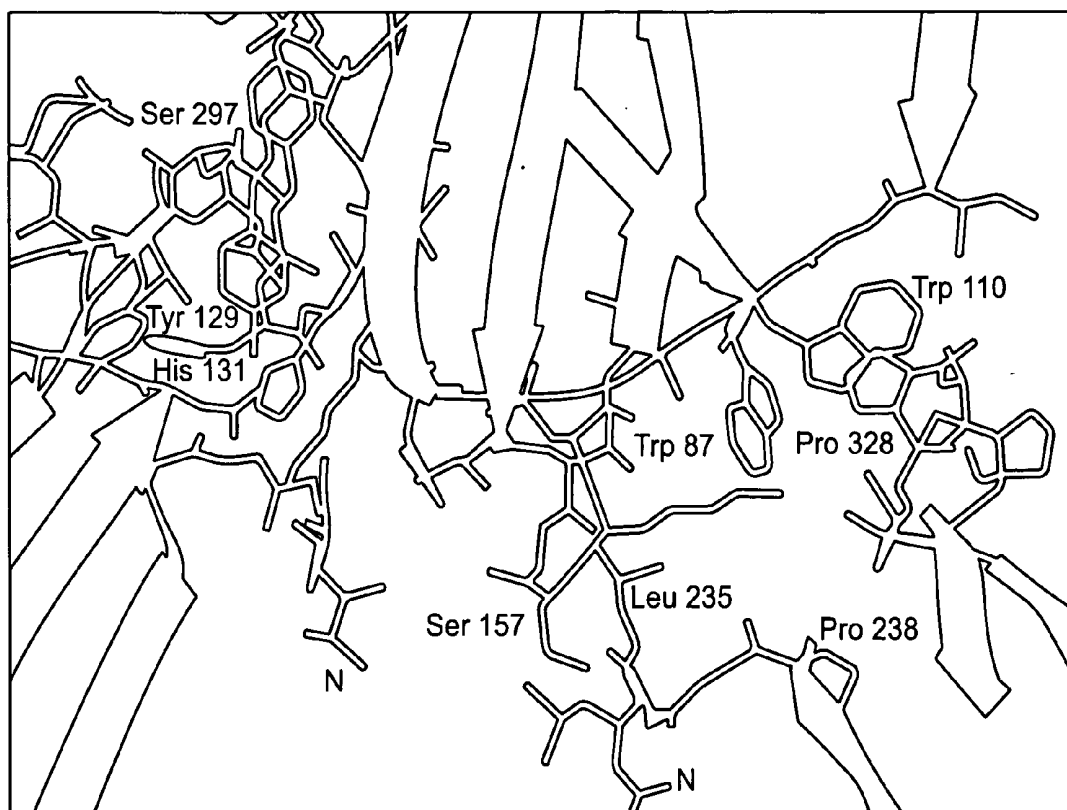 Ser 297
Trp 110
Tyr 129
His 131
Trp 87
Pro 328
Leu 235
Ser 157
Pro 238
N
N